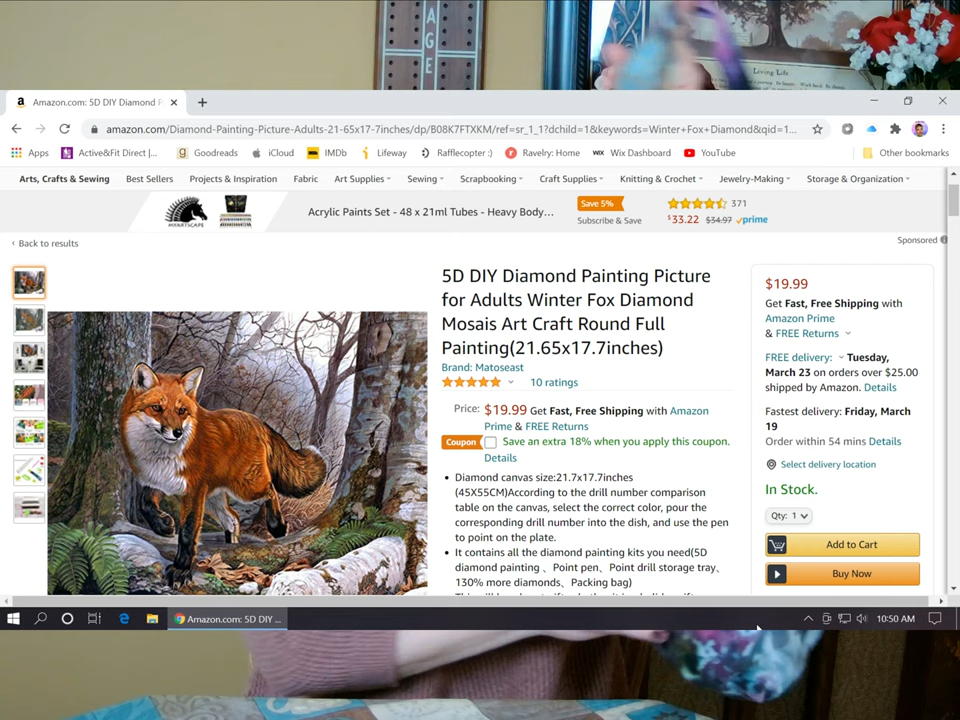 AGE
Living Life
Amazon.com: 5D DIY Diamond P
amazon.com/Diamond-Painting-Picture-Adults-21-65x17-7inches/dp/B08K7FTXKM/ref=sr_1_1?dchild=1&keywords=Winter+Fox+Diamond&qid=1...
Apps Active&Fit Direct |... Goodreads iCloud IMDb Lifeway Rafflecopter :) Ravelry: Home WIX Wix Dashboard YouTube Other bookmarks
Arts, Crafts & Sewing Best Sellers Projects & Inspiration Fabric Art Supplies Sewing Scrapbooking Craft Supplies Knitting & Crochet Jewelry-Making Storage & Organization
MYARTSCAPE
Acrylic Paints Set - 48 x 21ml Tubes - Heavy Body...
Save 5%
Subscribe & Save
371
$33.22 $34.97 prime
‹ Back to results
Sponsored
5D DIY Diamond Painting Picture
for Adults Winter Fox Diamond
Mosais Art Craft Round Full
Painting(21.65x17.7inches)
Brand: Matoseast
10 ratings
Price: $19.99 Get Fast, Free Shipping with Amazon
Prime & FREE Returns
Coupon Save an extra 18% when you apply this coupon.
Details
• Diamond canvas size:21.7x17.7inches
(45X55CM)According to the drill number comparison
table on the canvas, select the correct color, pour the
corresponding drill number into the dish, and use the pen
to point on the plate.
• It contains all the diamond painting kits you need(5D
diamond painting 、Point pen、Point drill storage tray、
130% more diamonds、Packing bag)
$19.99
Get Fast, Free Shipping with
Amazon Prime
& FREE Returns
FREE delivery: Tuesday,
March 23 on orders over $25.00
shipped by Amazon. Details
Fastest delivery: Friday, March
19
Order within 54 mins Details
Select delivery location
In Stock.
Qty: 1
Add to Cart
Buy Now
Amazon.com: 5D DIY ...
10:50 AM